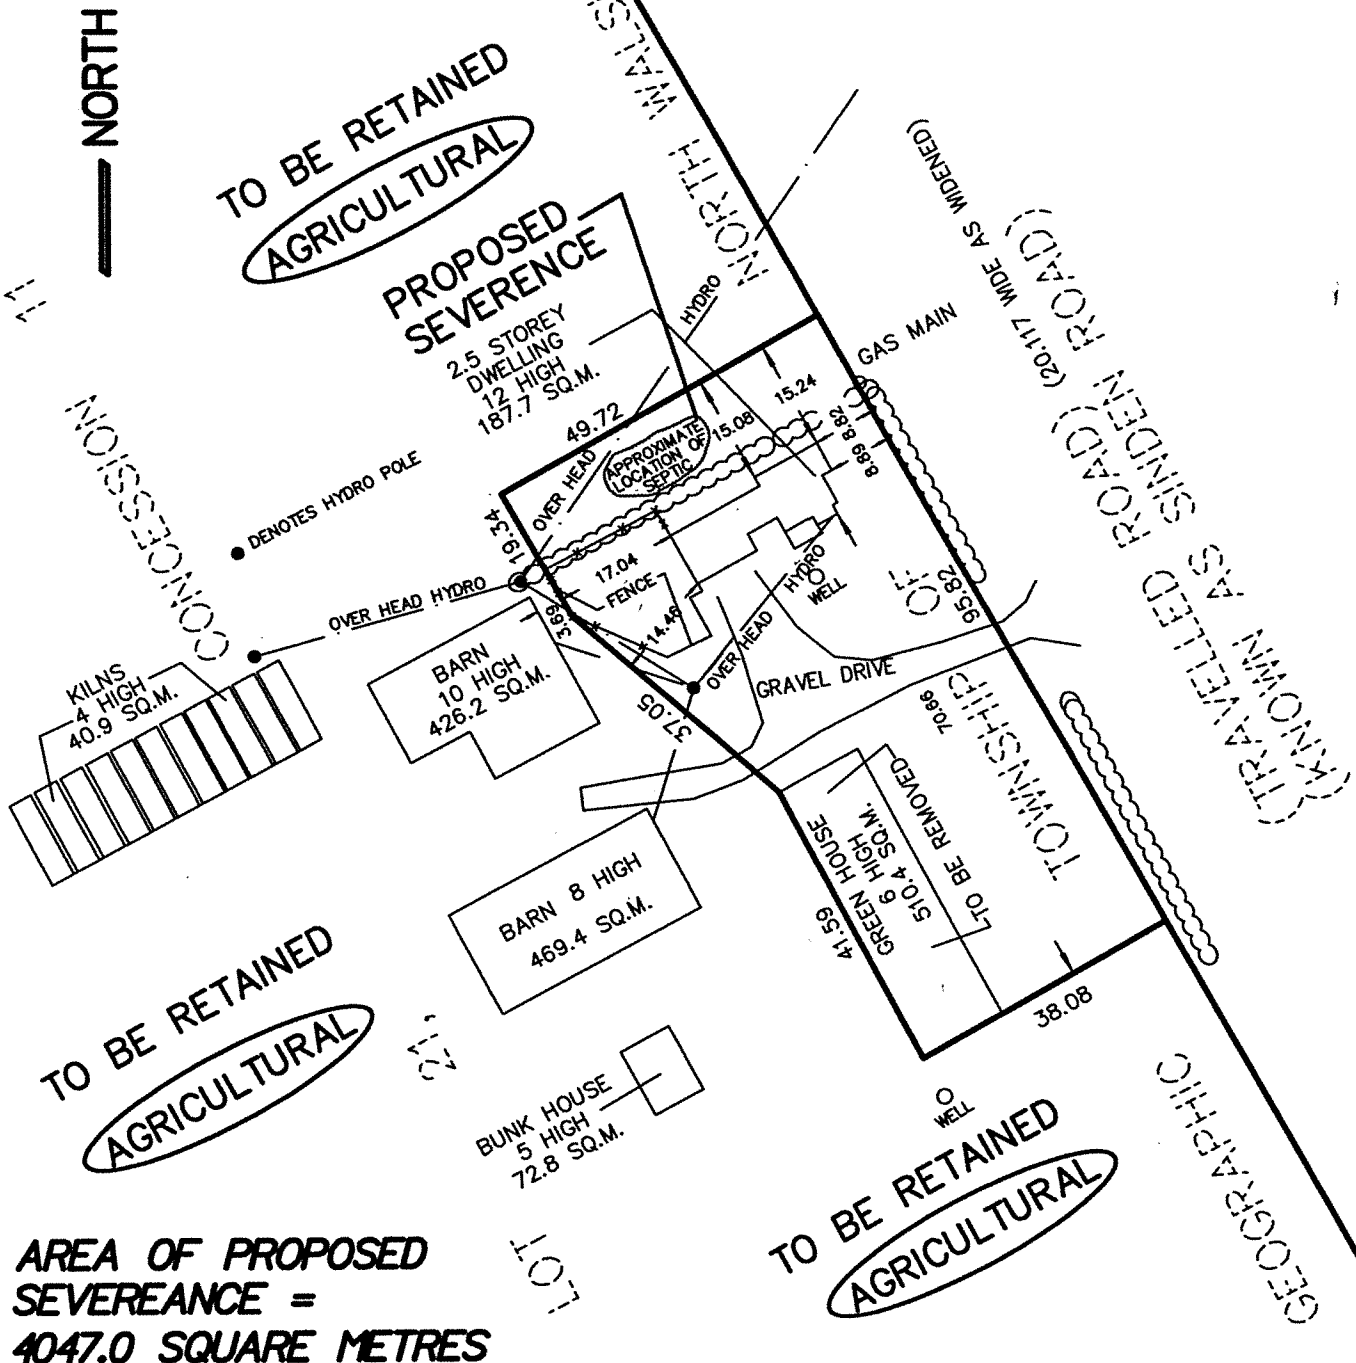 NORTH
TO BE RETAINED
AGRICULTURAL
PROPOSED
SEVERENCE
2.5 STOREY
DWELLING
12 HIGH
187.7 SQ.M.
HYDRO
NORTH WALS
(20.117 WIDE AS WIDENED)
(TRAVELLED ROAD)
(KNOWN AS SINDEN ROAD)
GAS MAIN
11
CONCESSION
49.72
15.08
15.24
8.89
8.82
APPROXIMATE
LOCATION OF
SEPTIC
OVER HEAD
19.34
DENOTES HYDRO POLE
OVER HEAD HYDRO
17.04
FENCE
3.69
14.46
OVER HEAD HYDRO
WELL
OF
95.82
GRAVEL DRIVE
37.05
70.86
TOWNSHIP
KILNS
4 HIGH
40.9 SQ.M.
BARN
10 HIGH
426.2 SQ.M.
BARN 8 HIGH
469.4 SQ.M.
GREEN HOUSE
6 HIGH
510.4 SQ.M.
TO BE REMOVED
41.59
38.08
TO BE RETAINED
AGRICULTURAL
21,
BUNK HOUSE
5 HIGH
72.8 SQ.M.
WELL
TO BE RETAINED
AGRICULTURAL
GEOGRAPHIC
LOT
AREA OF PROPOSED
SEVEREANCE =
4047.0 SQUARE METRES